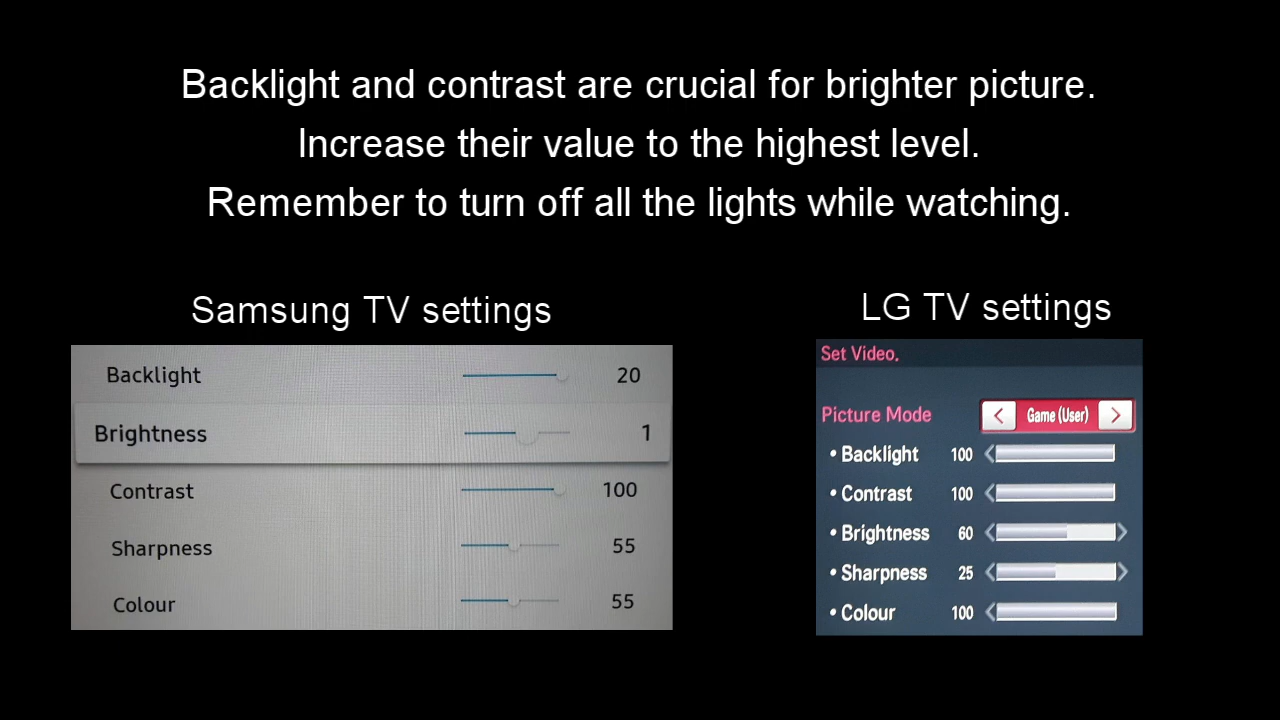 Backlight and contrast are crucial for brighter picture.
Increase their value to the highest level.
Remember to turn off all the lights while watching.
Samsung TV settings
Backlight 20
Brightness 1
Contrast 100
Sharpness 55
Colour 55
LG TV settings
Set Video.
Picture Mode < Game (User) >
• Backlight 100
• Contrast 100
• Brightness 60
• Sharpness 25
• Colour 100